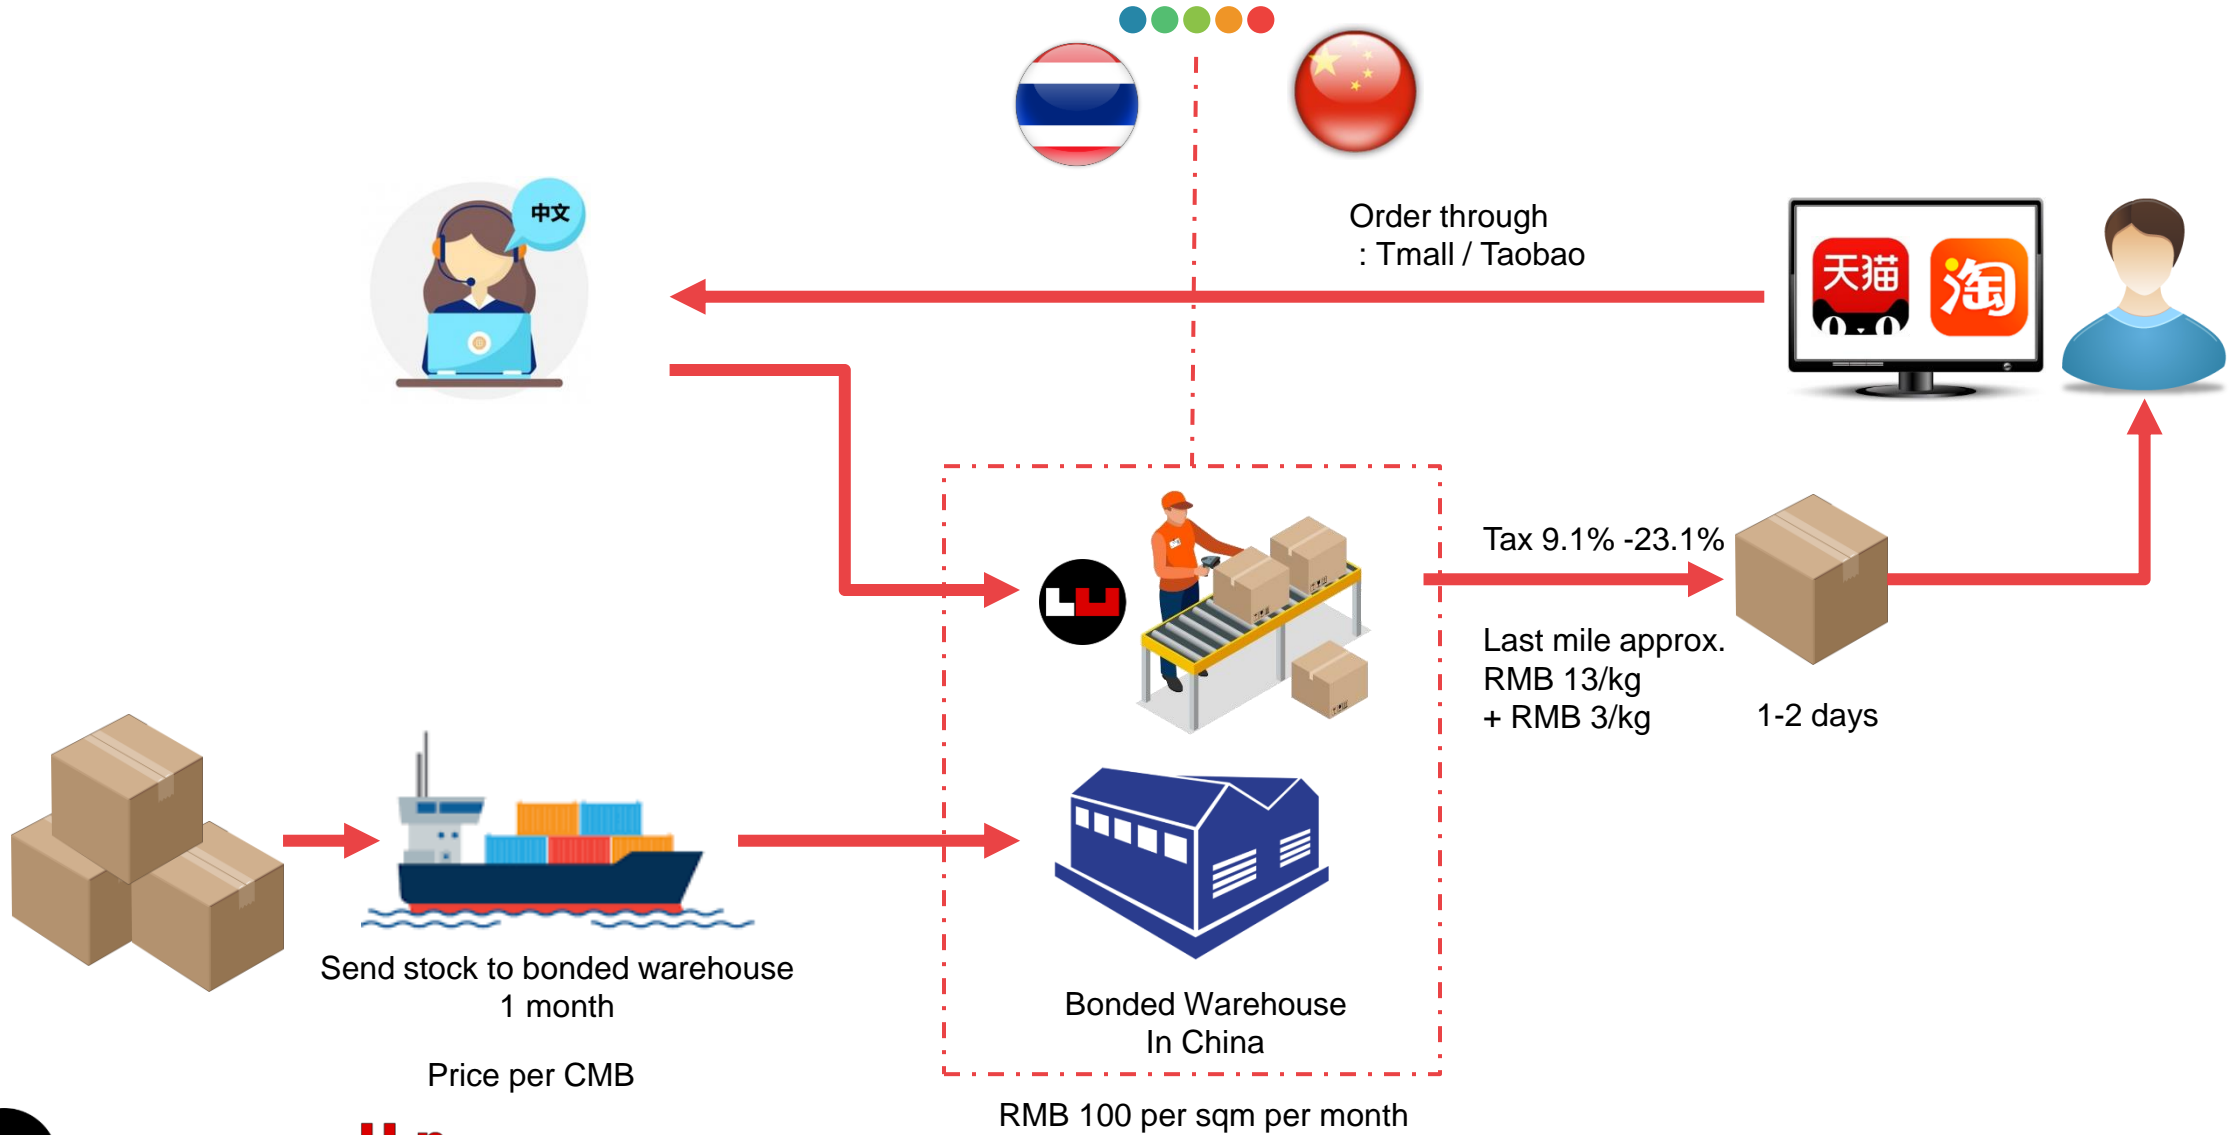 中文
Order through
: Tmall / Taobao
天猫
淘
Tax 9.1% -23.1%
Last mile approx.
RMB 13/kg
+ RMB 3/kg
1-2 days
Send stock to bonded warehouse
1 month
Price per CMB
Bonded Warehouse
In China
RMB 100 per sqm per month